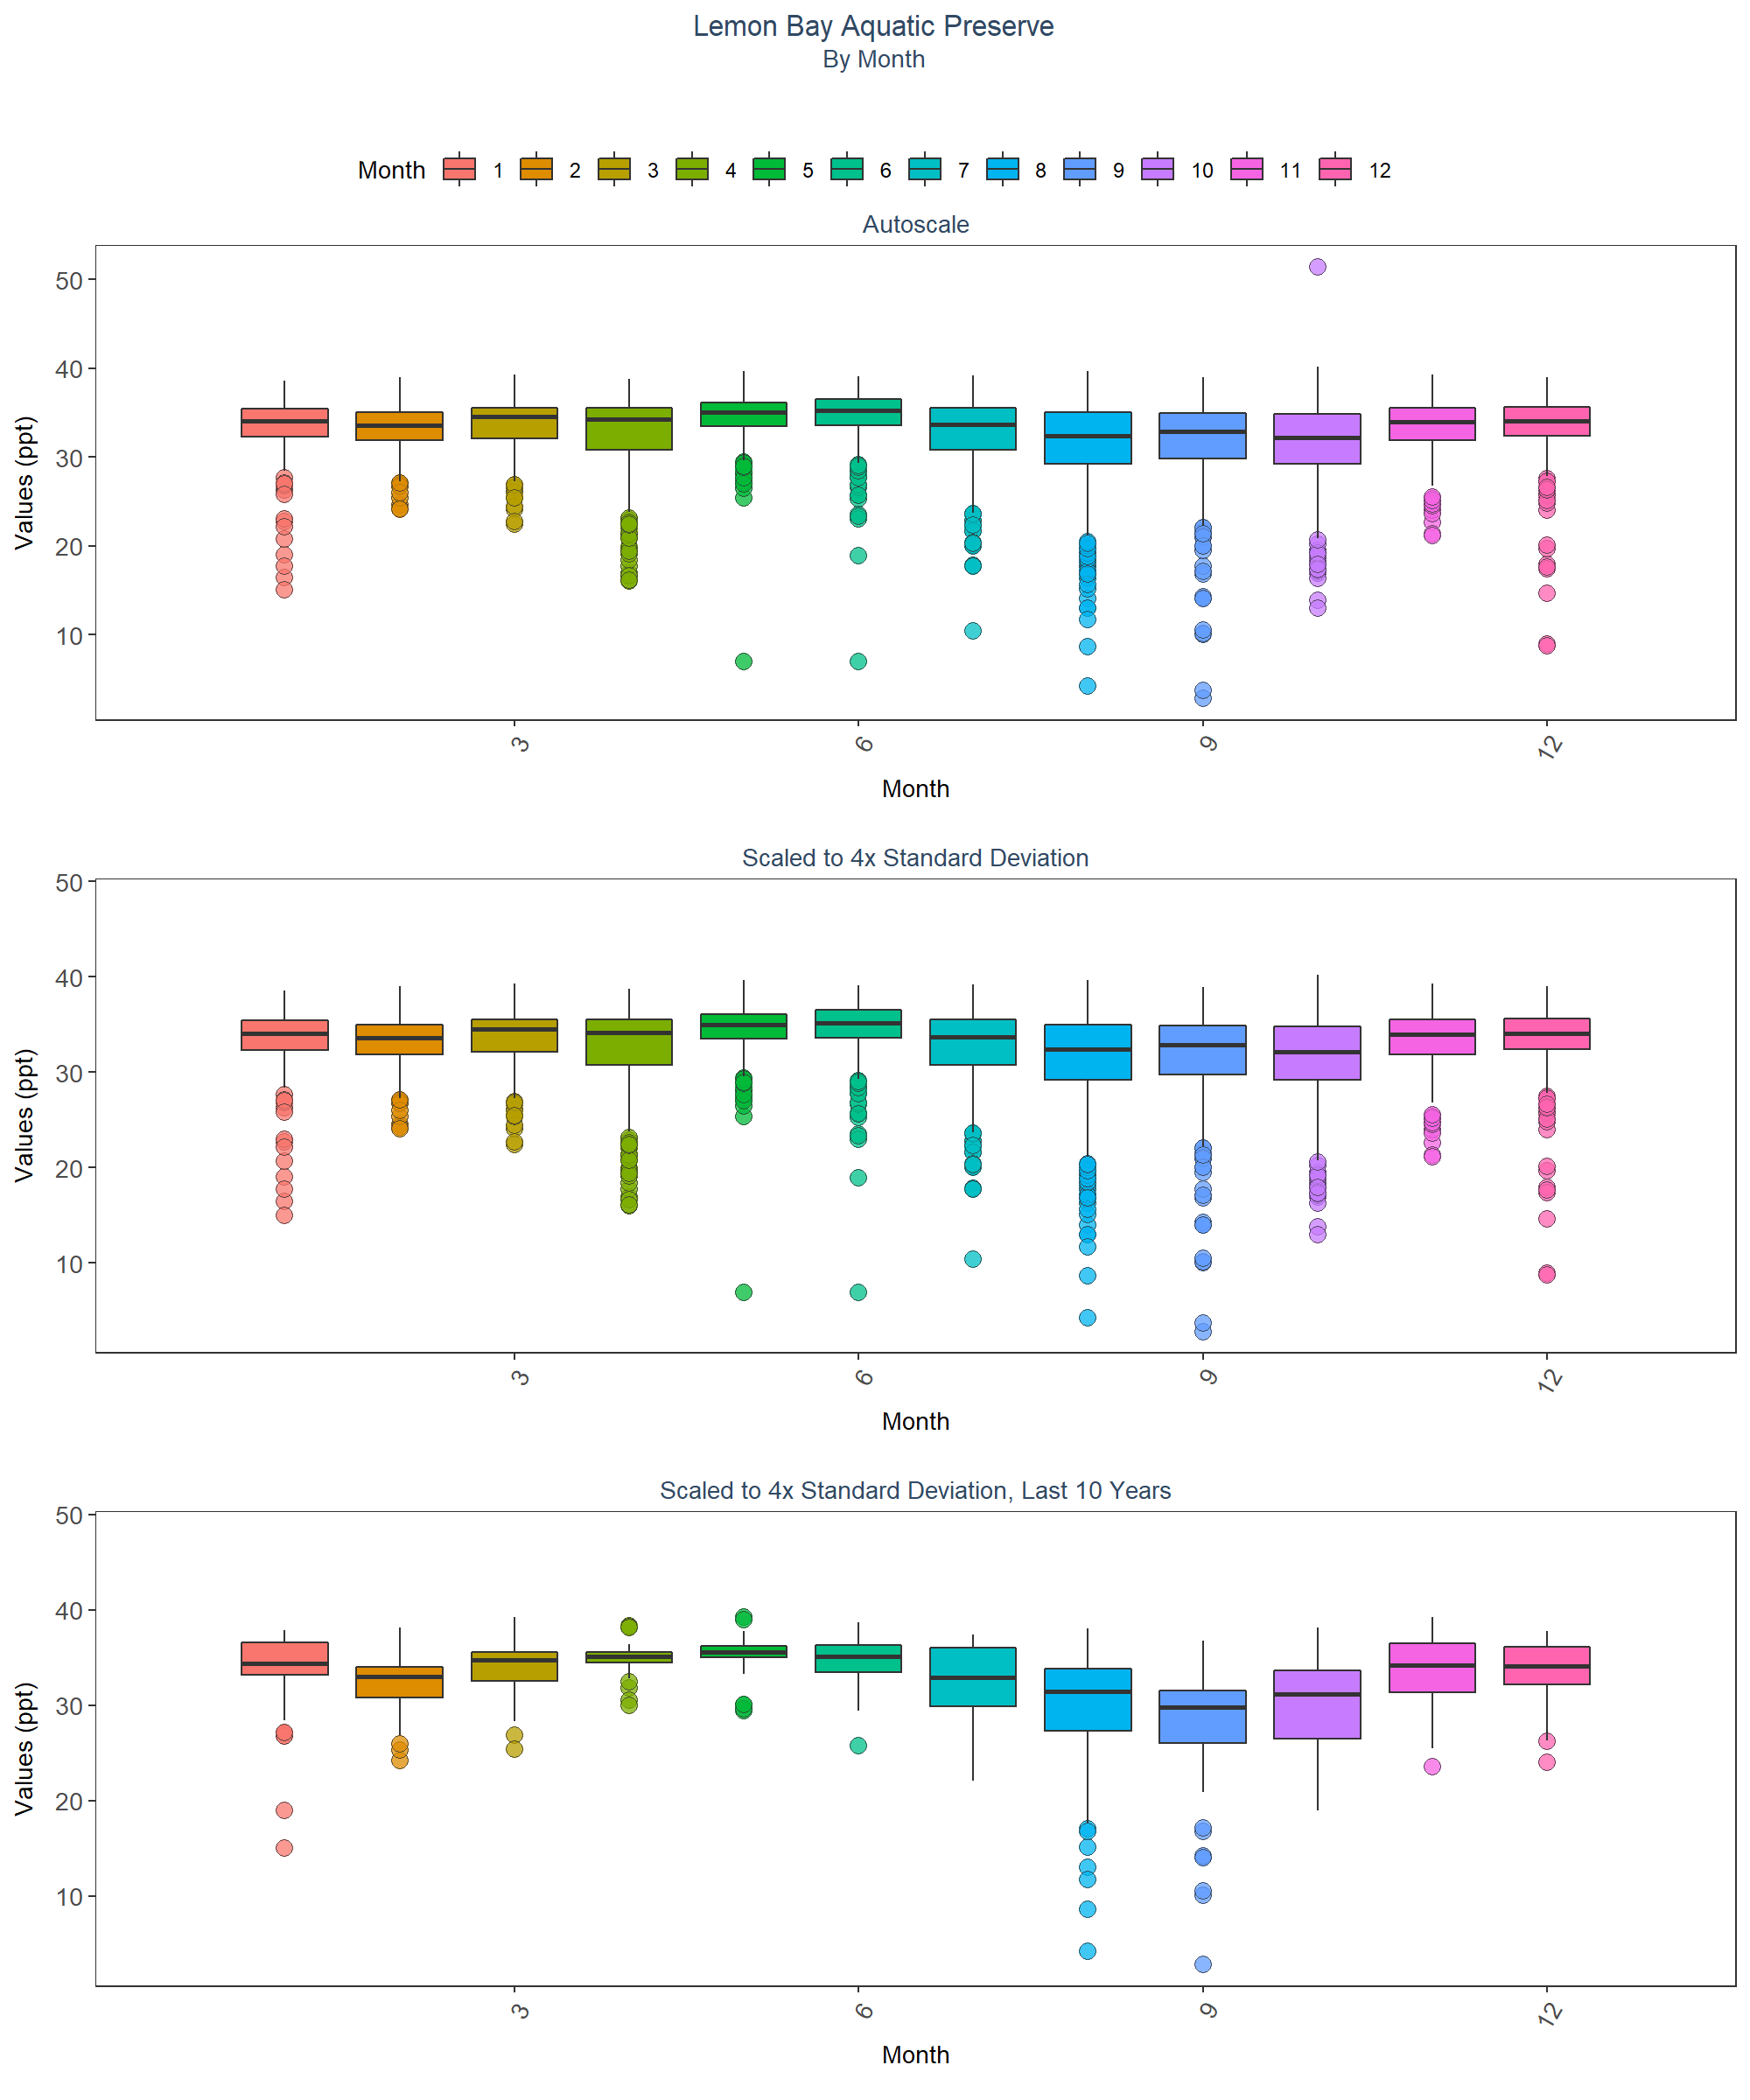 Lemon Bay Aquatic Preserve
By Month
Month 1 2 3 4 5 6 7 8 9 10 11 12
Autoscale
Values (ppt)
50
40
30
20
10
3 6 9 12
Month
Scaled to 4x Standard Deviation
Values (ppt)
50
40
30
20
10
3 6 9 12
Month
Scaled to 4x Standard Deviation, Last 10 Years
Values (ppt)
50
40
30
20
10
3 6 9 12
Month